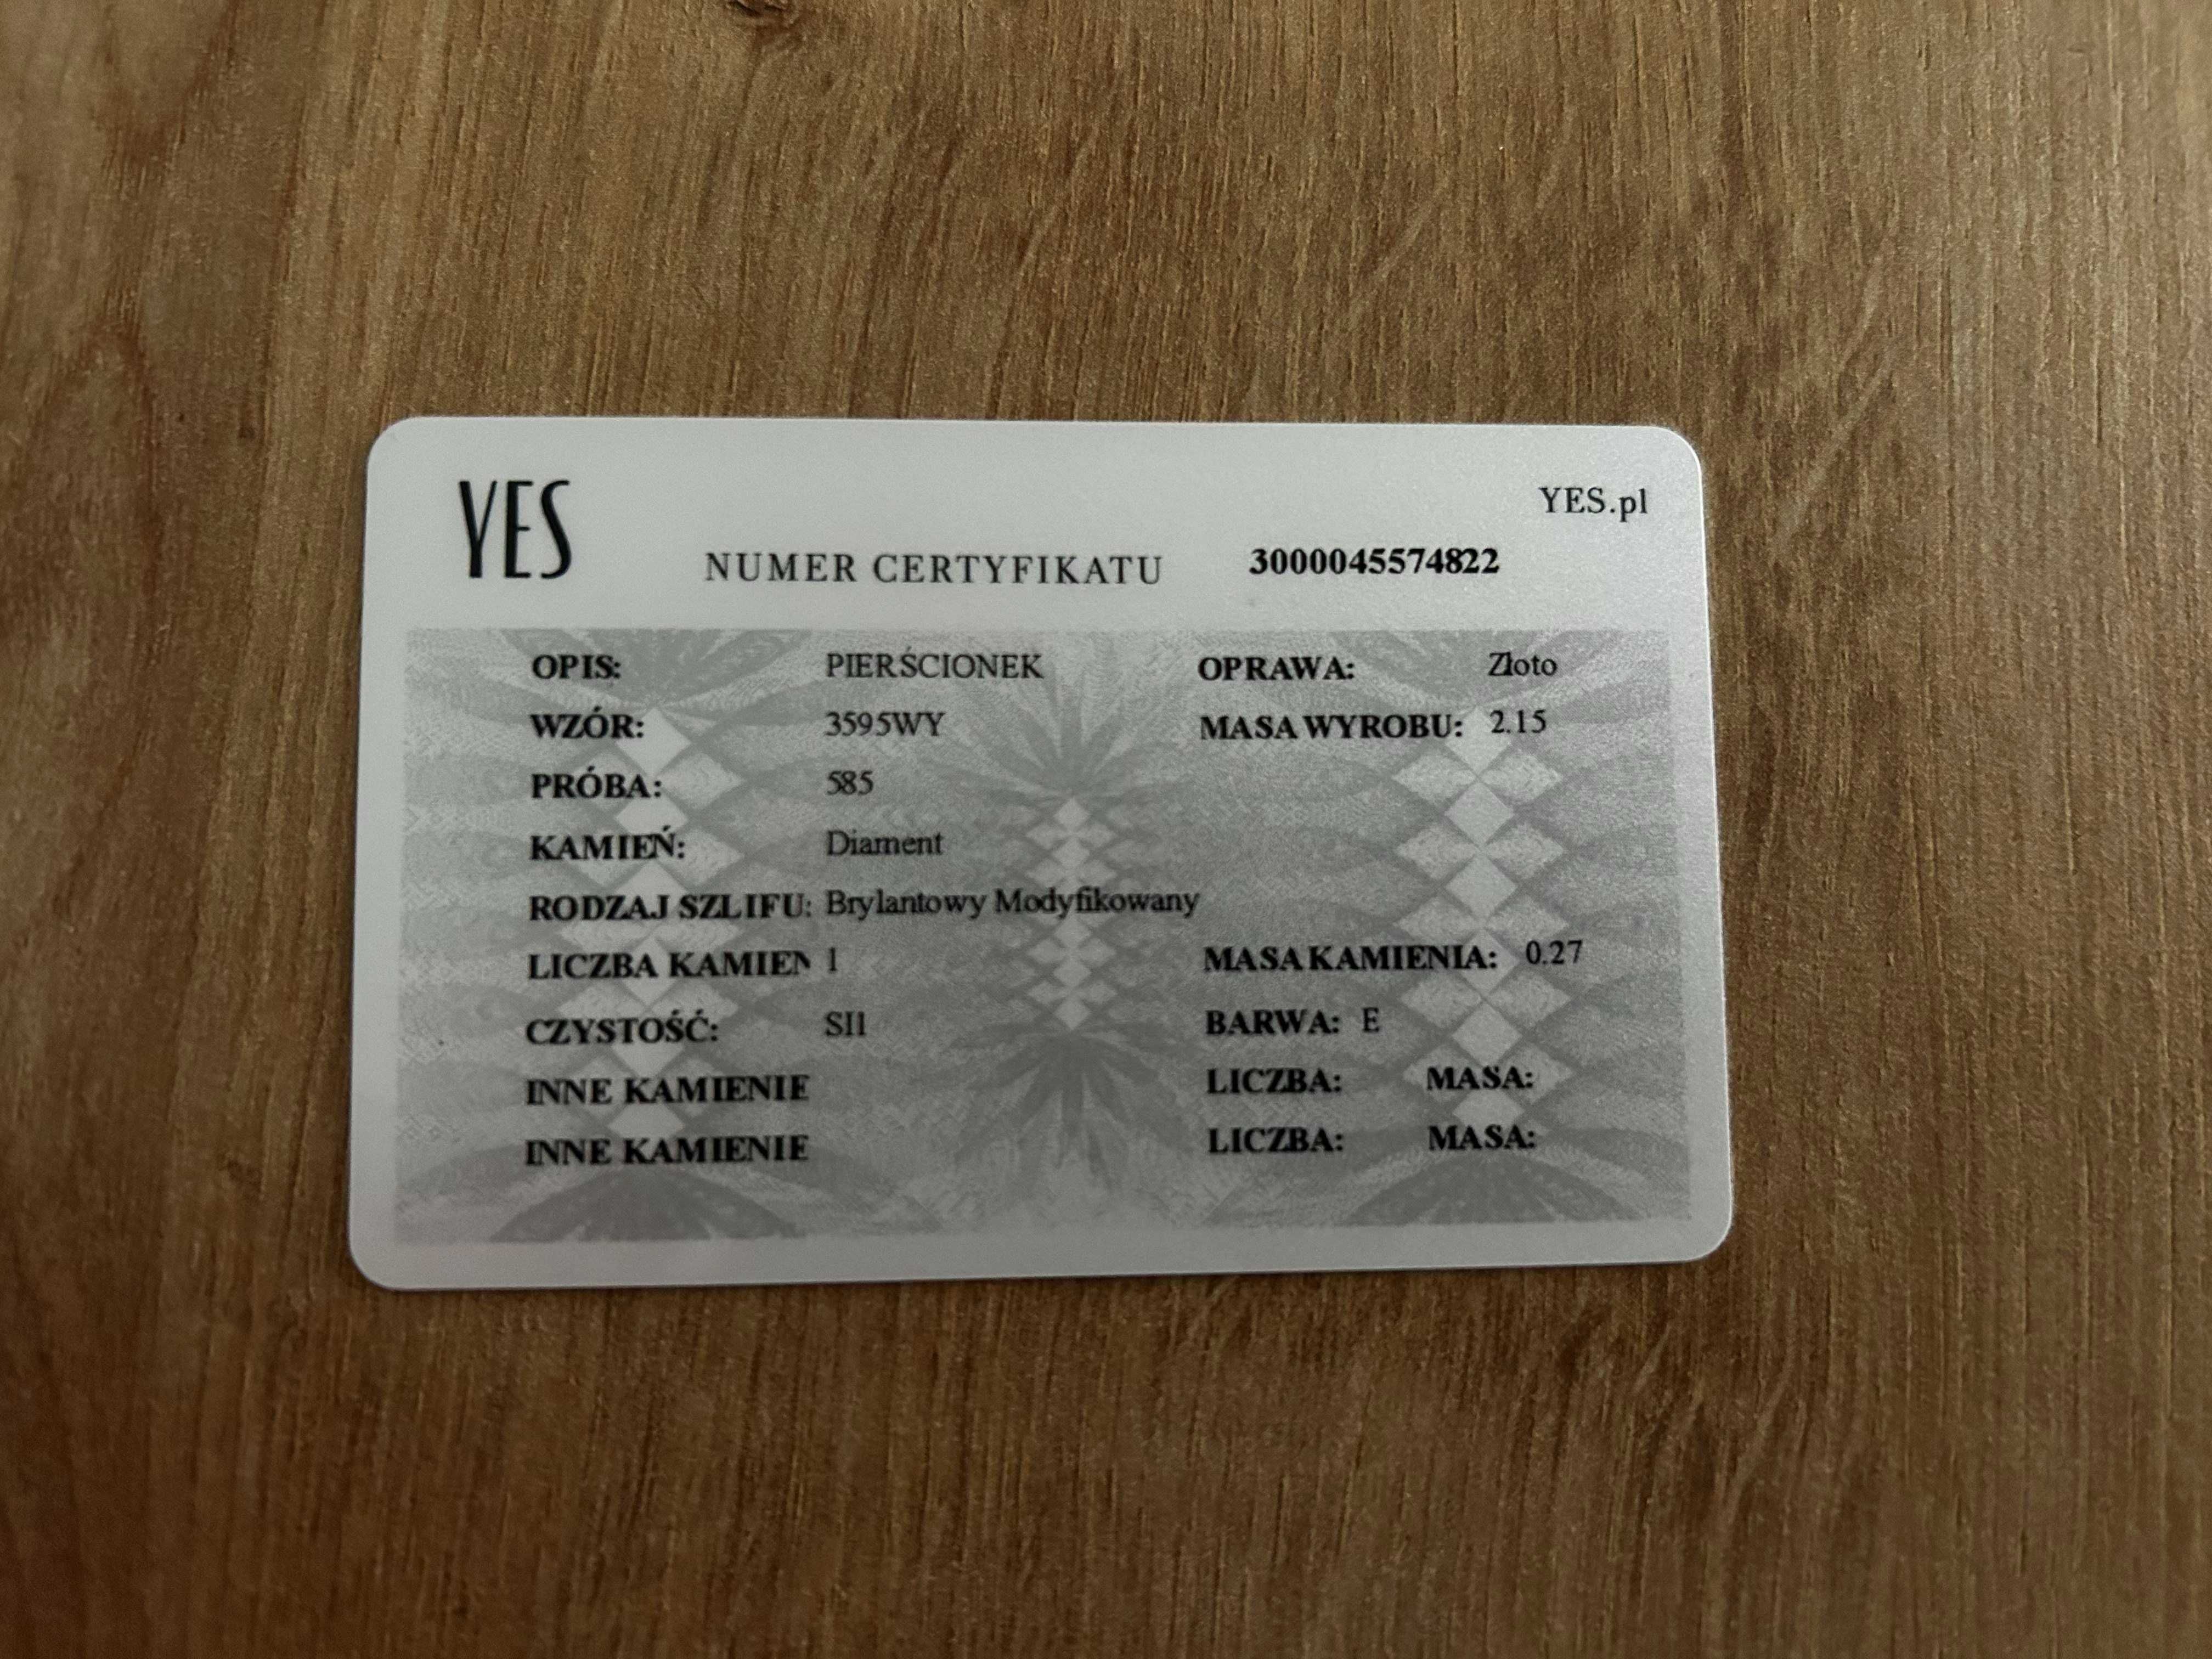 YES
YES.pl
NUMER CERTYFIKATU 3000045574822
OPIS: PIERŚCIONEK OPRAWA: Złoto
WZÓR: 3595WY MASA WYROBU: 2.15
PRÓBA: 585
KAMIEŃ: Diament
RODZAJ SZLIFU: Brylantowy Modyfikowany
LICZBA KAMIEN 1 MASA KAMIENIA: 0.27
CZYSTOŚĆ: SI1 BARWA: E
INNE KAMIENIE LICZBA: MASA:
INNE KAMIENIE LICZBA: MASA: